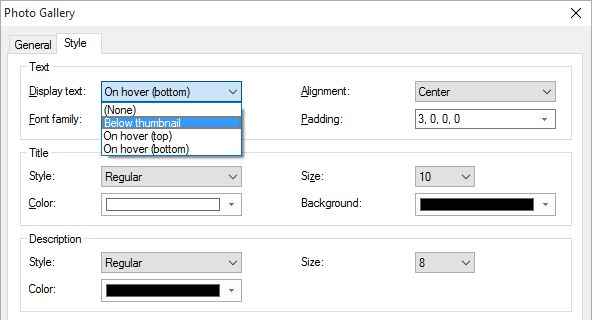 Photo Gallery
General Style
Text
Display text: On hover (bottom) Alignment: Center
(None)
Font family: Below thumbnail Padding: 3, 0, 0, 0
On hover (top)
On hover (bottom)
Title
Style: Regular Size: 10
Color: Background:
Description
Style: Regular Size: 8
Color: